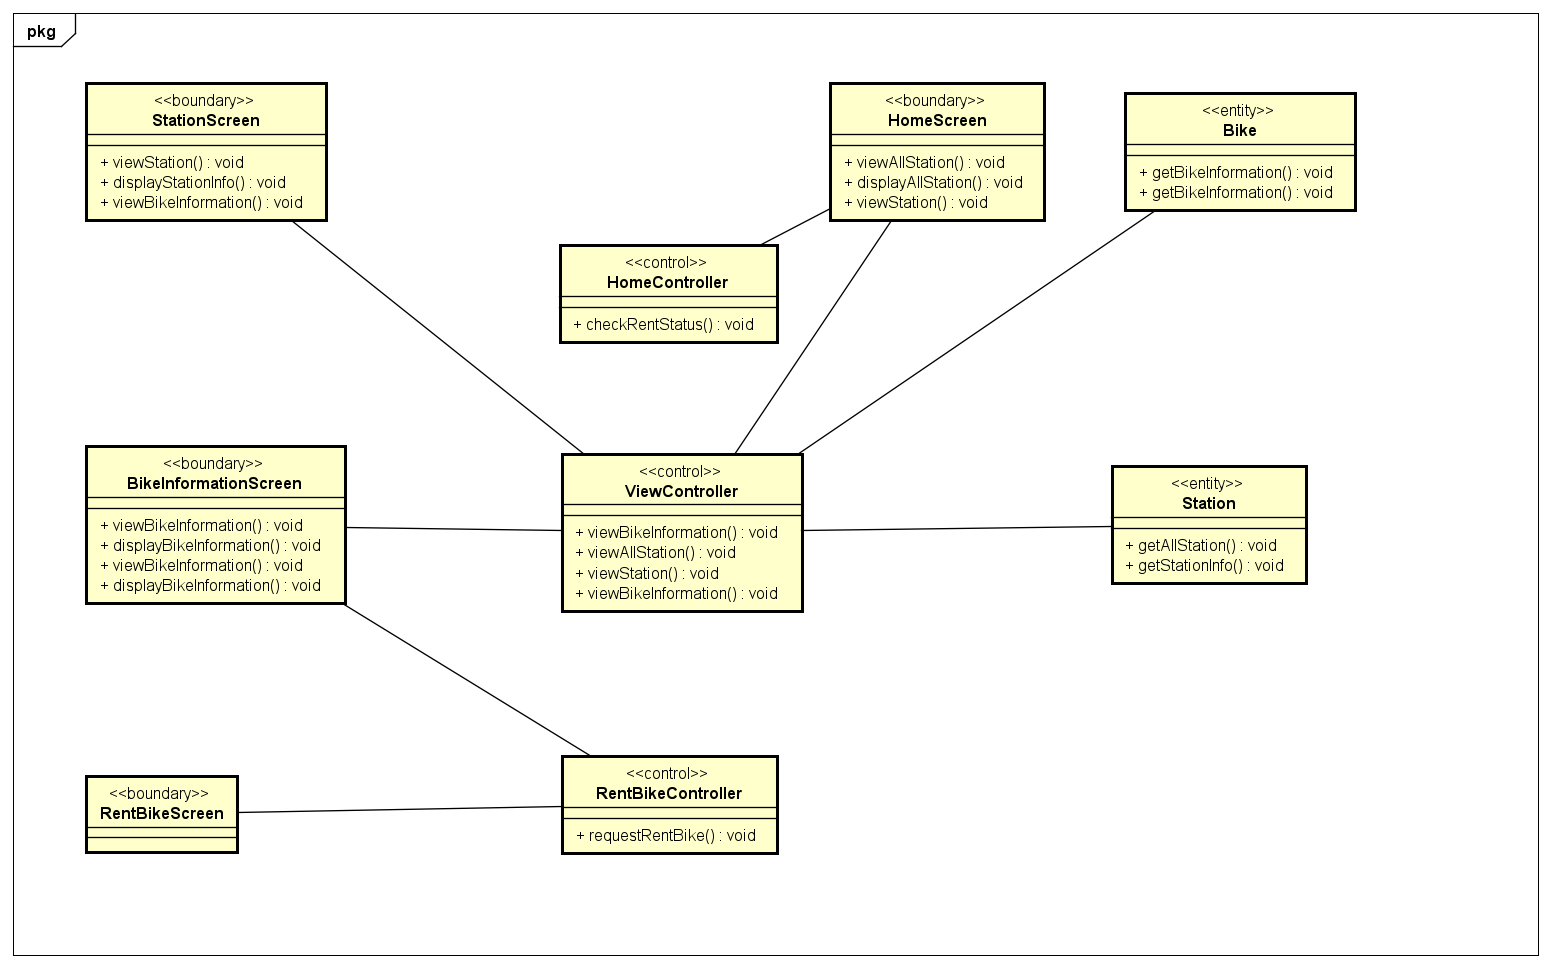 pkg
<<boundary>>
StationScreen
+ viewStation() : void
+ displayStationInfo() : void
+ viewBikeInformation() : void
<<boundary>>
HomeScreen
+ viewAllStation() : void
+ displayAllStation() : void
+ viewStation() : void
<<entity>>
Bike
+ getBikeInformation() : void
+ getBikeInformation() : void
<<control>>
HomeController
+ checkRentStatus() : void
<<boundary>>
BikeInformationScreen
+ viewBikeInformation() : void
+ displayBikeInformation() : void
+ viewBikeInformation() : void
+ displayBikeInformation() : void
<<control>>
ViewController
+ viewBikeInformation() : void
+ viewAllStation() : void
+ viewStation() : void
+ viewBikeInformation() : void
<<entity>>
Station
+ getAllStation() : void
+ getStationInfo() : void
<<boundary>>
RentBikeScreen
<<control>>
RentBikeController
+ requestRentBike() : void